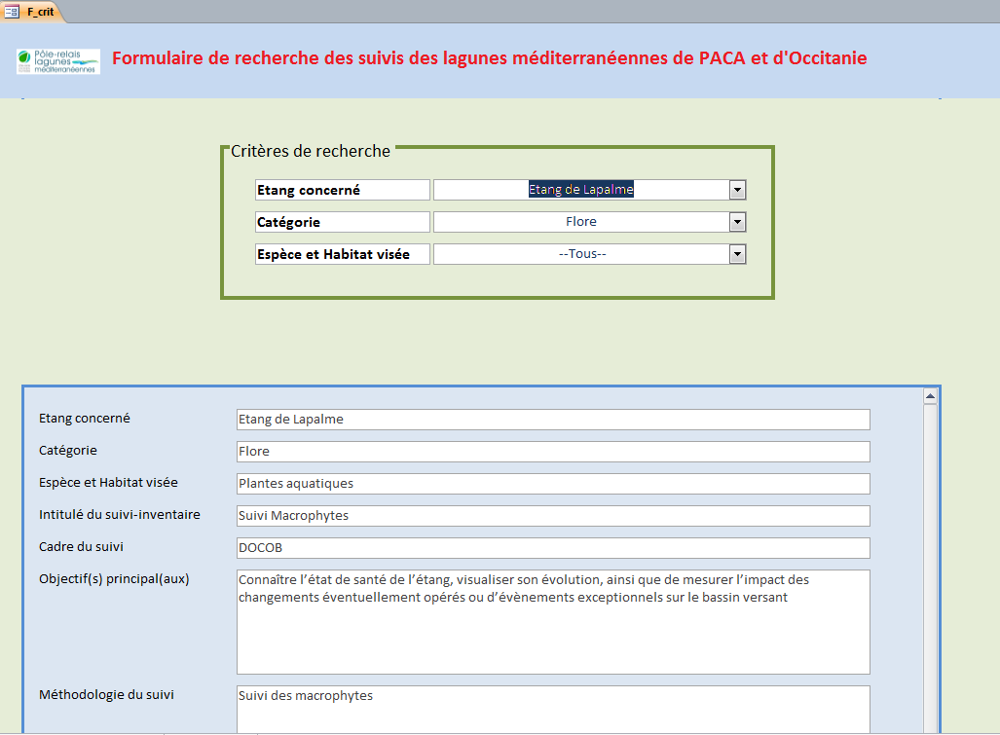 F_crit
Pôle-relais
lagunes
méditerranéennes
Formulaire de recherche des suivis des lagunes méditerranéennes de PACA et d'Occitanie
Critères de recherche
Etang concerné Etang de Lapalme
Catégorie Flore
Espèce et Habitat visée --Tous--
Etang concerné Etang de Lapalme
Catégorie Flore
Espèce et Habitat visée Plantes aquatiques
Intitulé du suivi-inventaire Suivi Macrophytes
Cadre du suivi DOCOB
Objectif(s) principal(aux) Connaître l’état de santé de l’étang, visualiser son évolution, ainsi que de mesurer l’impact des
changements éventuellement opérés ou d’évènements exceptionnels sur le bassin versant
Méthodologie du suivi Suivi des macrophytes